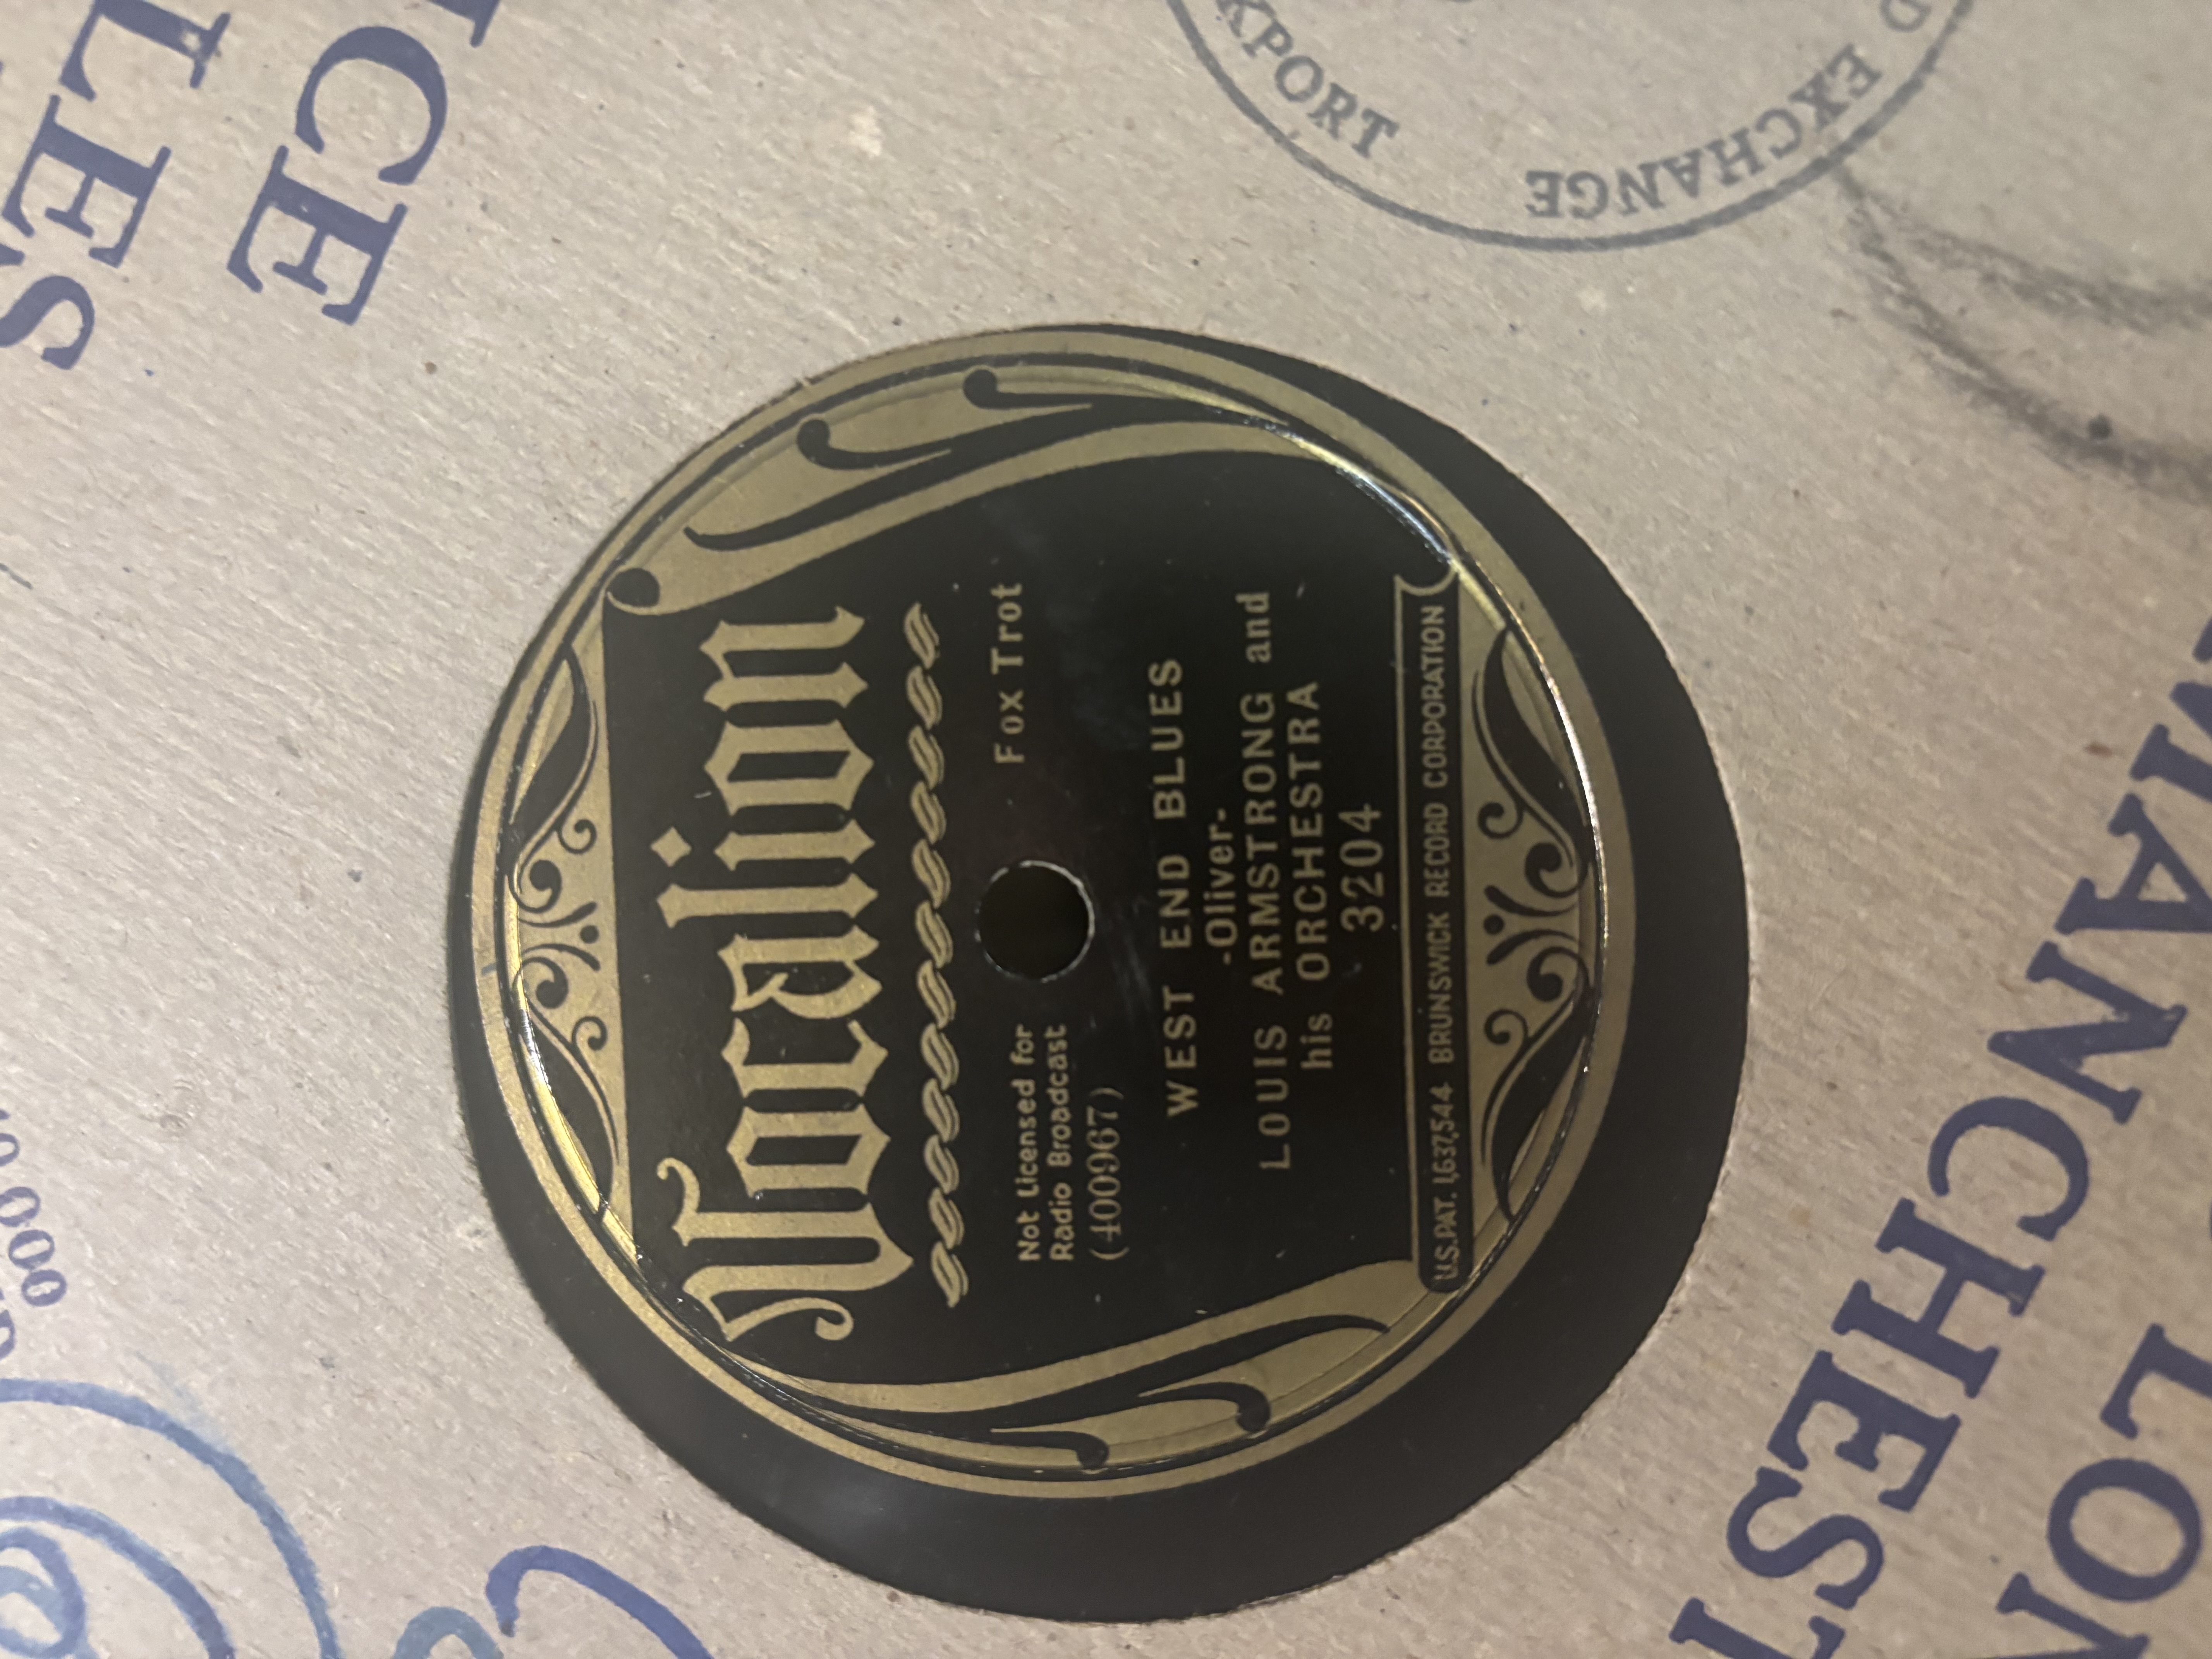 Vocalion
Fox Trot
Not Licensed for
Radio Broadcast
(400967)
WEST END BLUES
-Oliver-
LOUIS ARMSTRONG and
his ORCHESTRA
3204
U.S. PAT. 1,637,544 BRUNSWICK RECORD CORPORATION
EXCHANGE
EXCHANGE